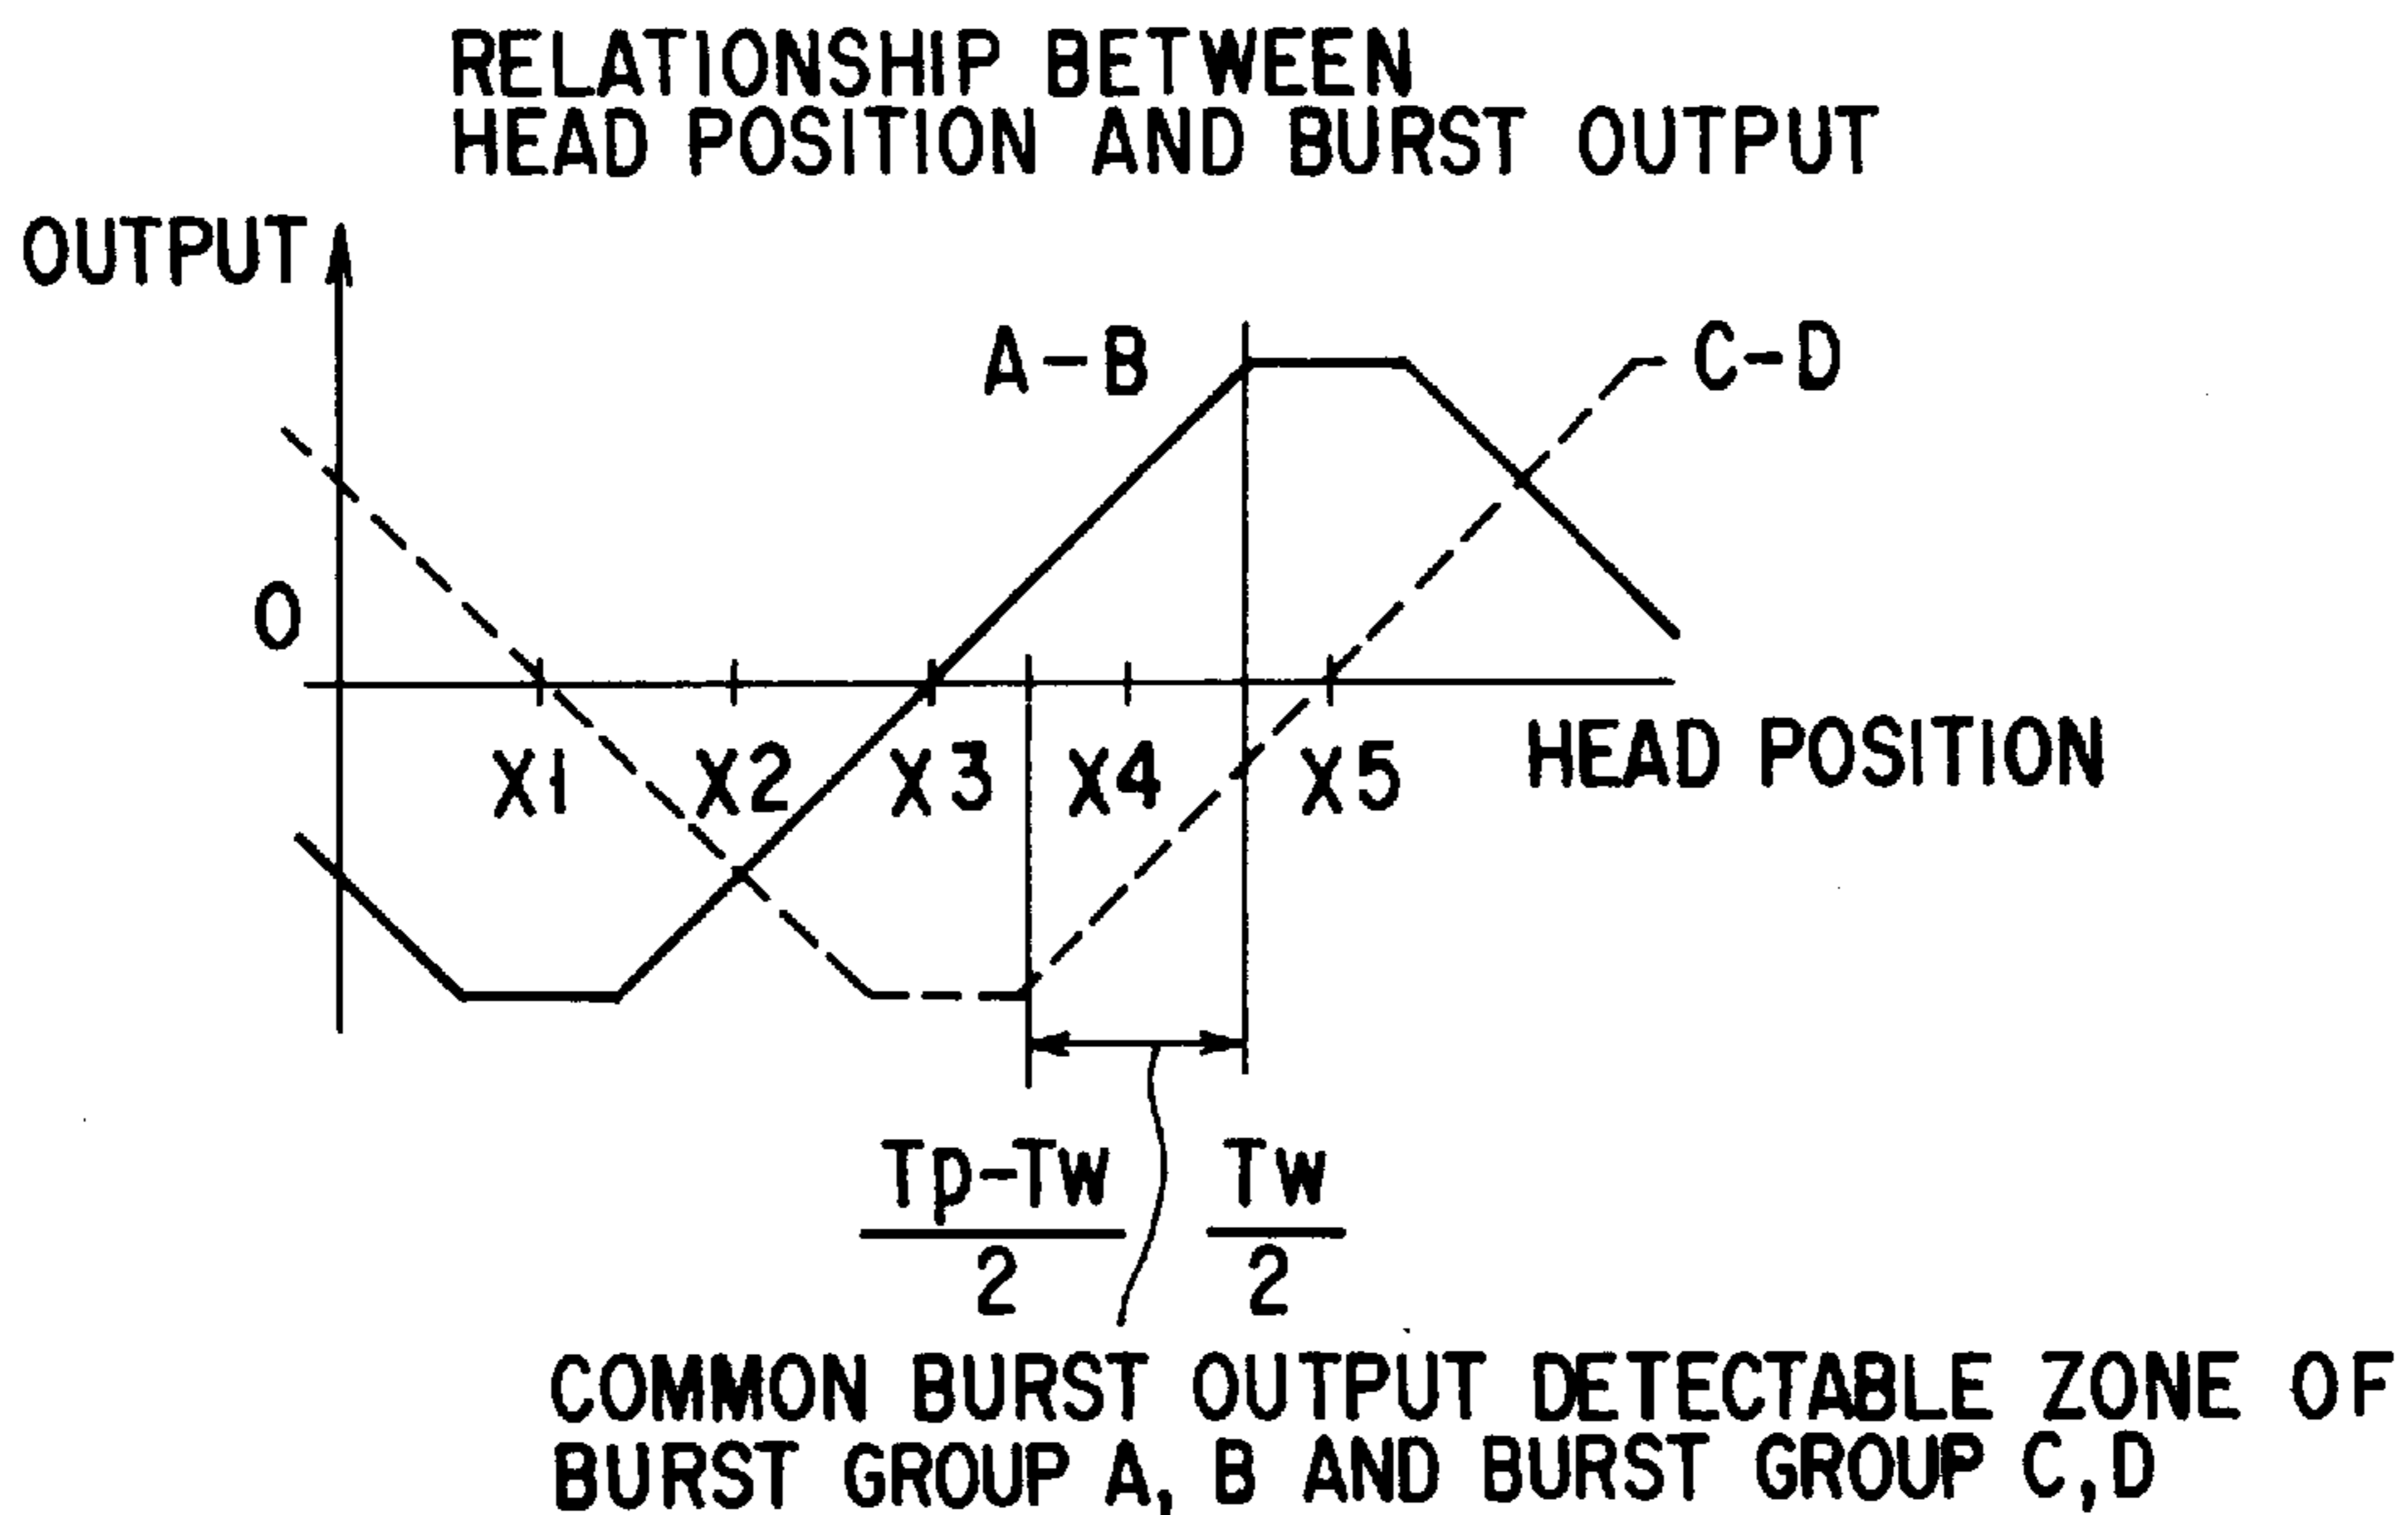 RELATIONSHIP BETWEEN
HEAD POSITION AND BURST OUTPUT
OUTPUT
A-B
C-D
0
X1 X2 X3 X4 X5
HEAD POSITION
Tp-Tw
2
Tw
2
COMMON BURST OUTPUT DETECTABLE ZONE OF
BURST GROUP A, B AND BURST GROUP C,D